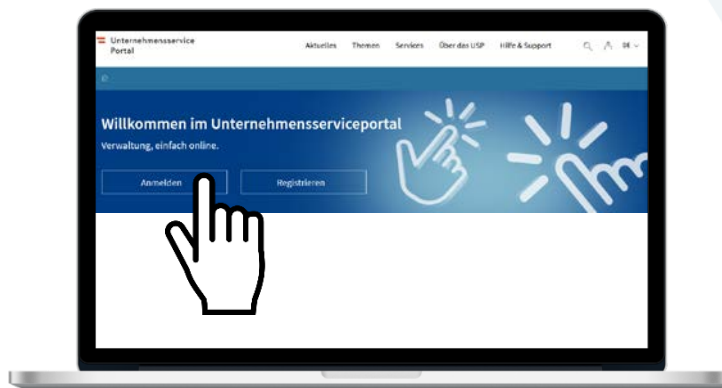 Unternehmensservice
Portal
Aktuelles Themen Services Über das USP Hilfe & Support DE
Willkommen im Unternehmensserviceportal
Verwaltung, einfach online.
Anmelden Registrieren